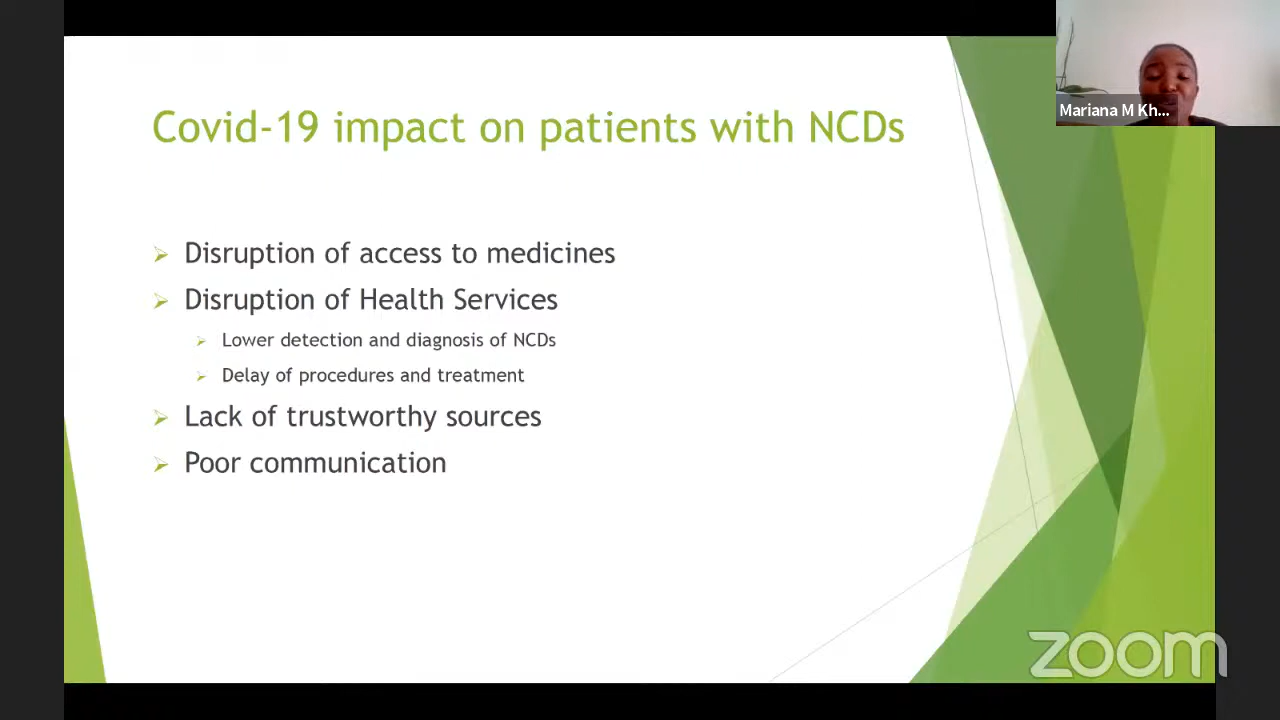 Mariana M Kh...
Covid-19 impact on patients with NCDs
Disruption of access to medicines
Disruption of Health Services
Lower detection and diagnosis of NCDs
Delay of procedures and treatment
Lack of trustworthy sources
Poor communication
zoom